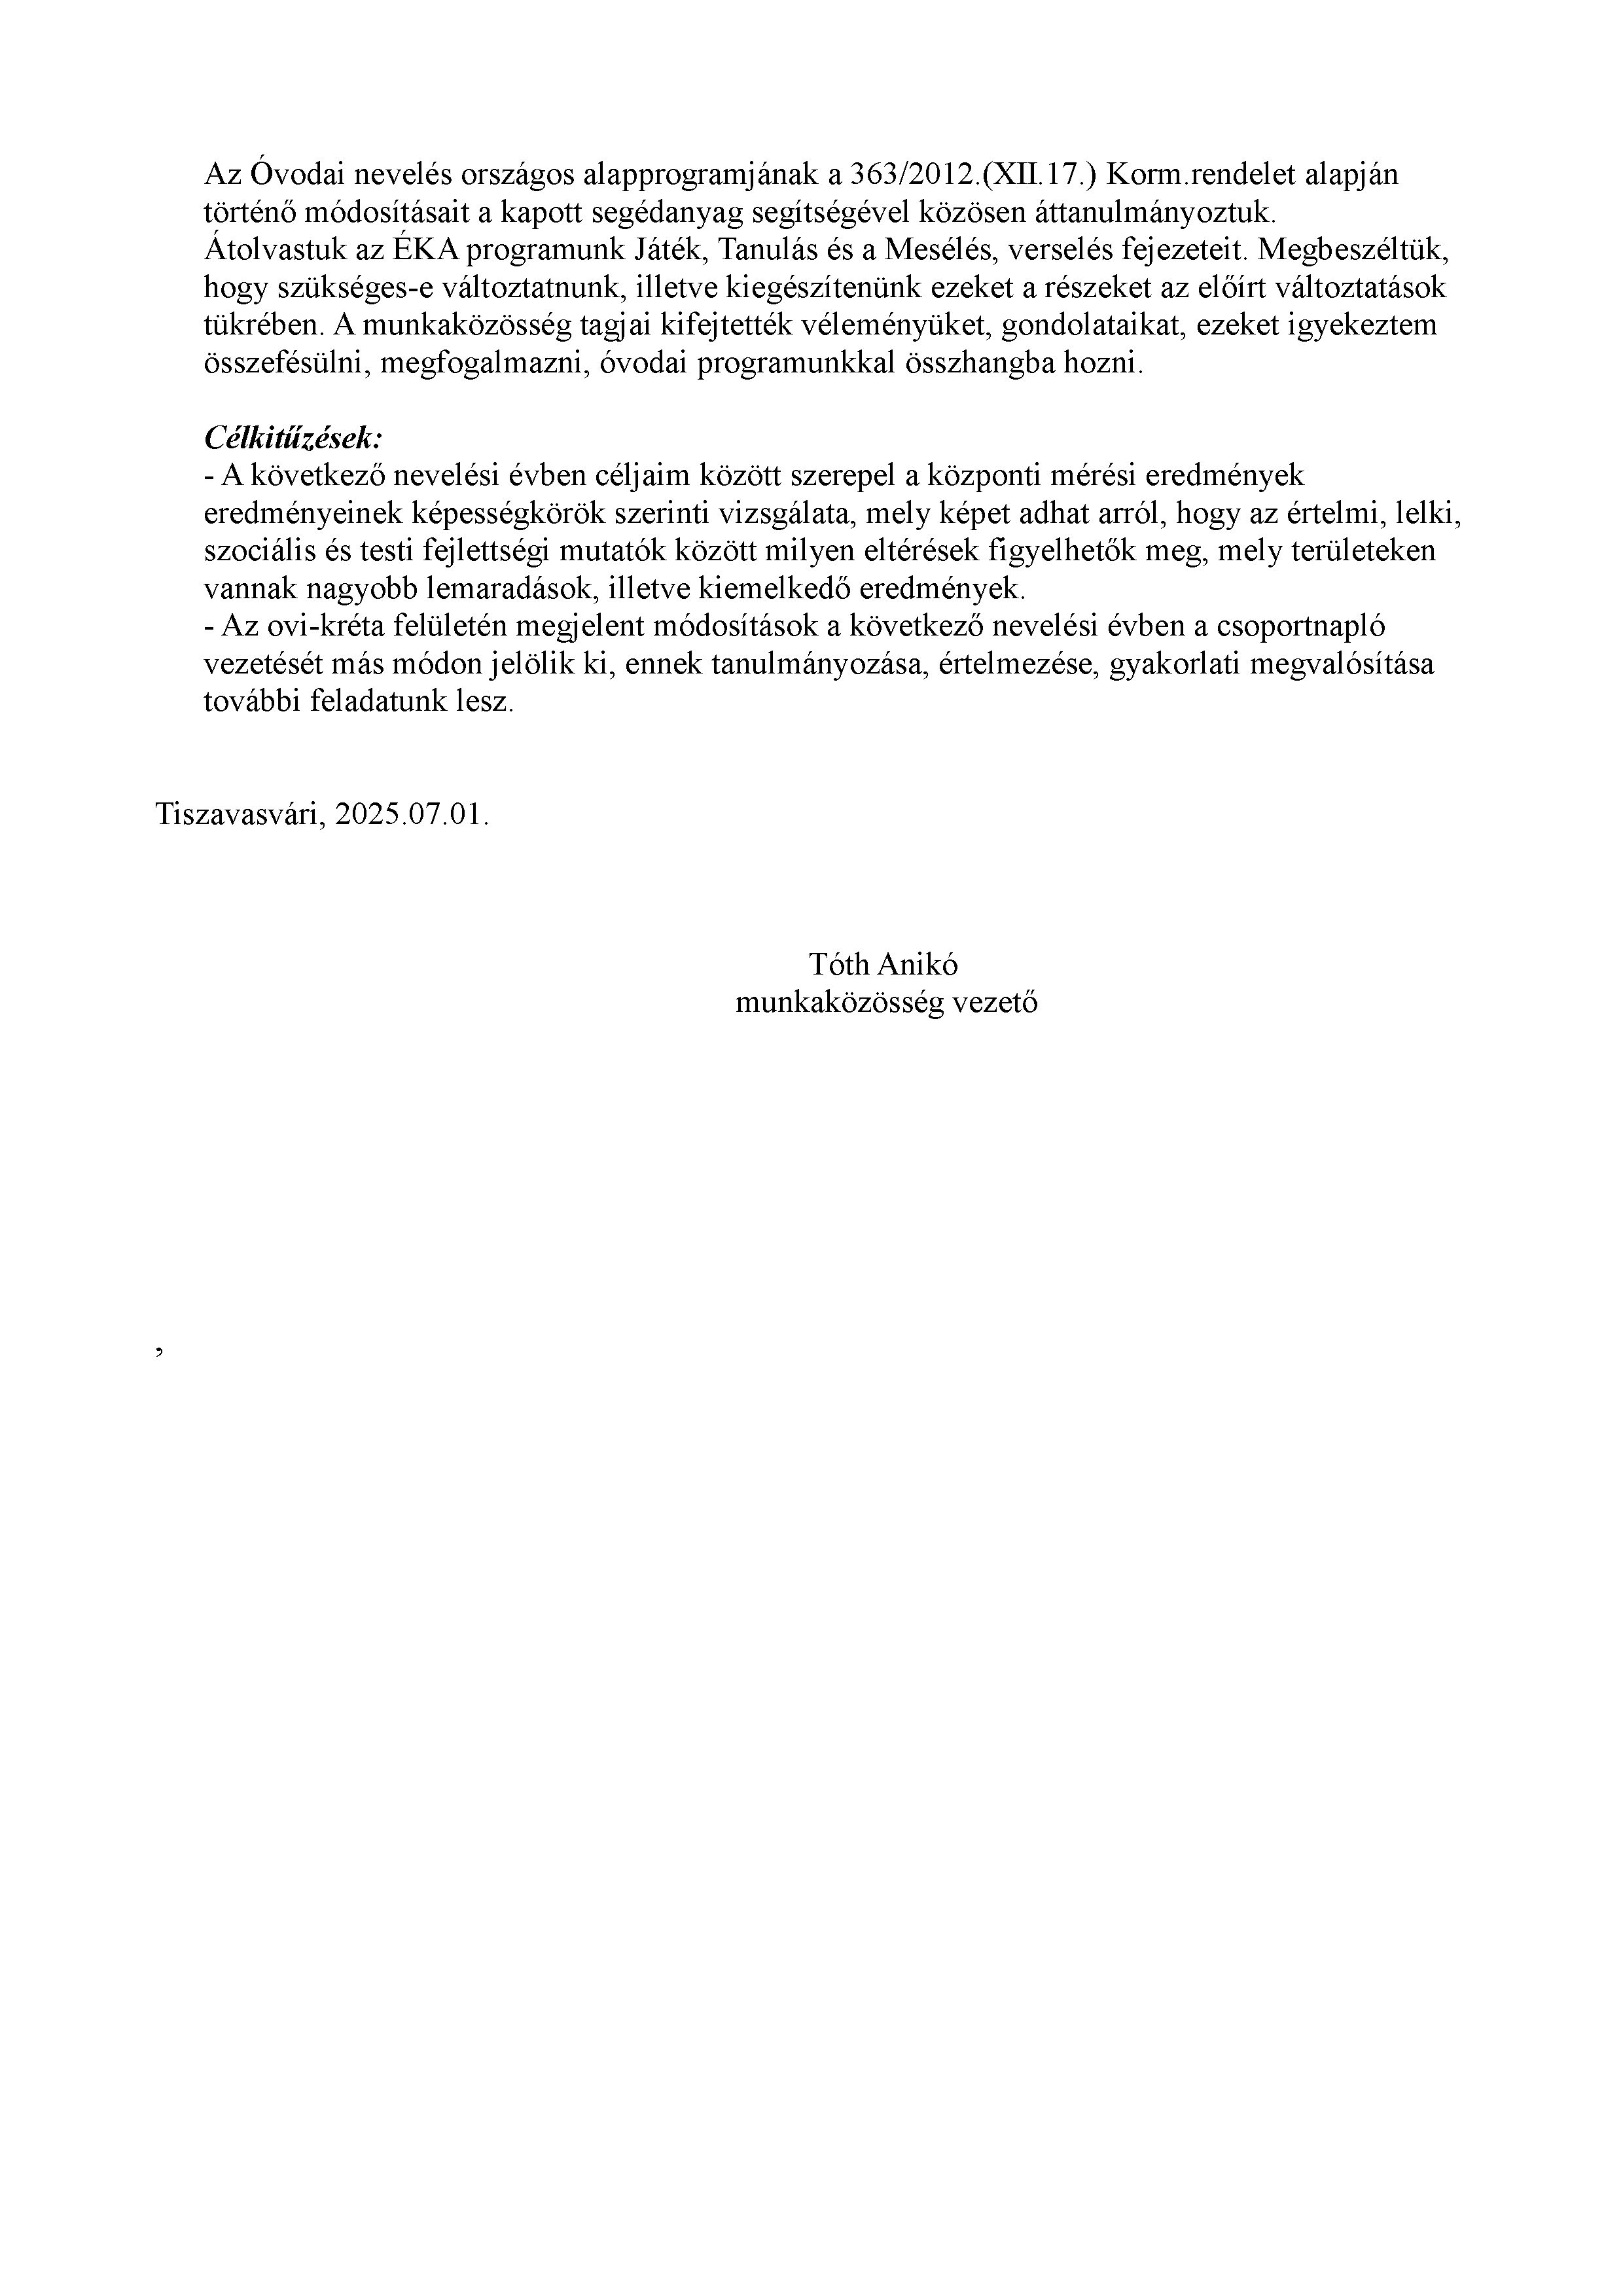 Az Óvodai nevelés országos alapprogramjának a 363/2012.(XII.17.) Korm.rendelet alapján
történő módosításait a kapott segédanyag segítségével közösen áttanulmányoztuk.
Átolvastuk az ÉKA programunk Játék, Tanulás és a Mesélés, verselés fejezeteit. Megbeszéltük,
hogy szükséges-e változtatnunk, illetve kiegészítenünk ezeket a részeket az előírt változtatások
tükrében. A munkaközösség tagjai kifejtették véleményüket, gondolataikat, ezeket igyekeztem
összefésülni, megfogalmazni, óvodai programunkkal összhangba hozni.
Célkitűzések:
- A következő nevelési évben céljaim között szerepel a központi mérési eredmények
eredményeinek képességkörök szerinti vizsgálata, mely képet adhat arról, hogy az értelmi, lelki,
szociális és testi fejlettségi mutatók között milyen eltérések figyelhetők meg, mely területeken
vannak nagyobb lemaradások, illetve kiemelkedő eredmények.
- Az ovi-kréta felületén megjelent módosítások a következő nevelési évben a csoportnapló
vezetését más módon jelölik ki, ennek tanulmányozása, értelmezése, gyakorlati megvalósítása
további feladatunk lesz.
Tiszavasvári, 2025.07.01.
Tóth Anikó
munkaközösség vezető
,